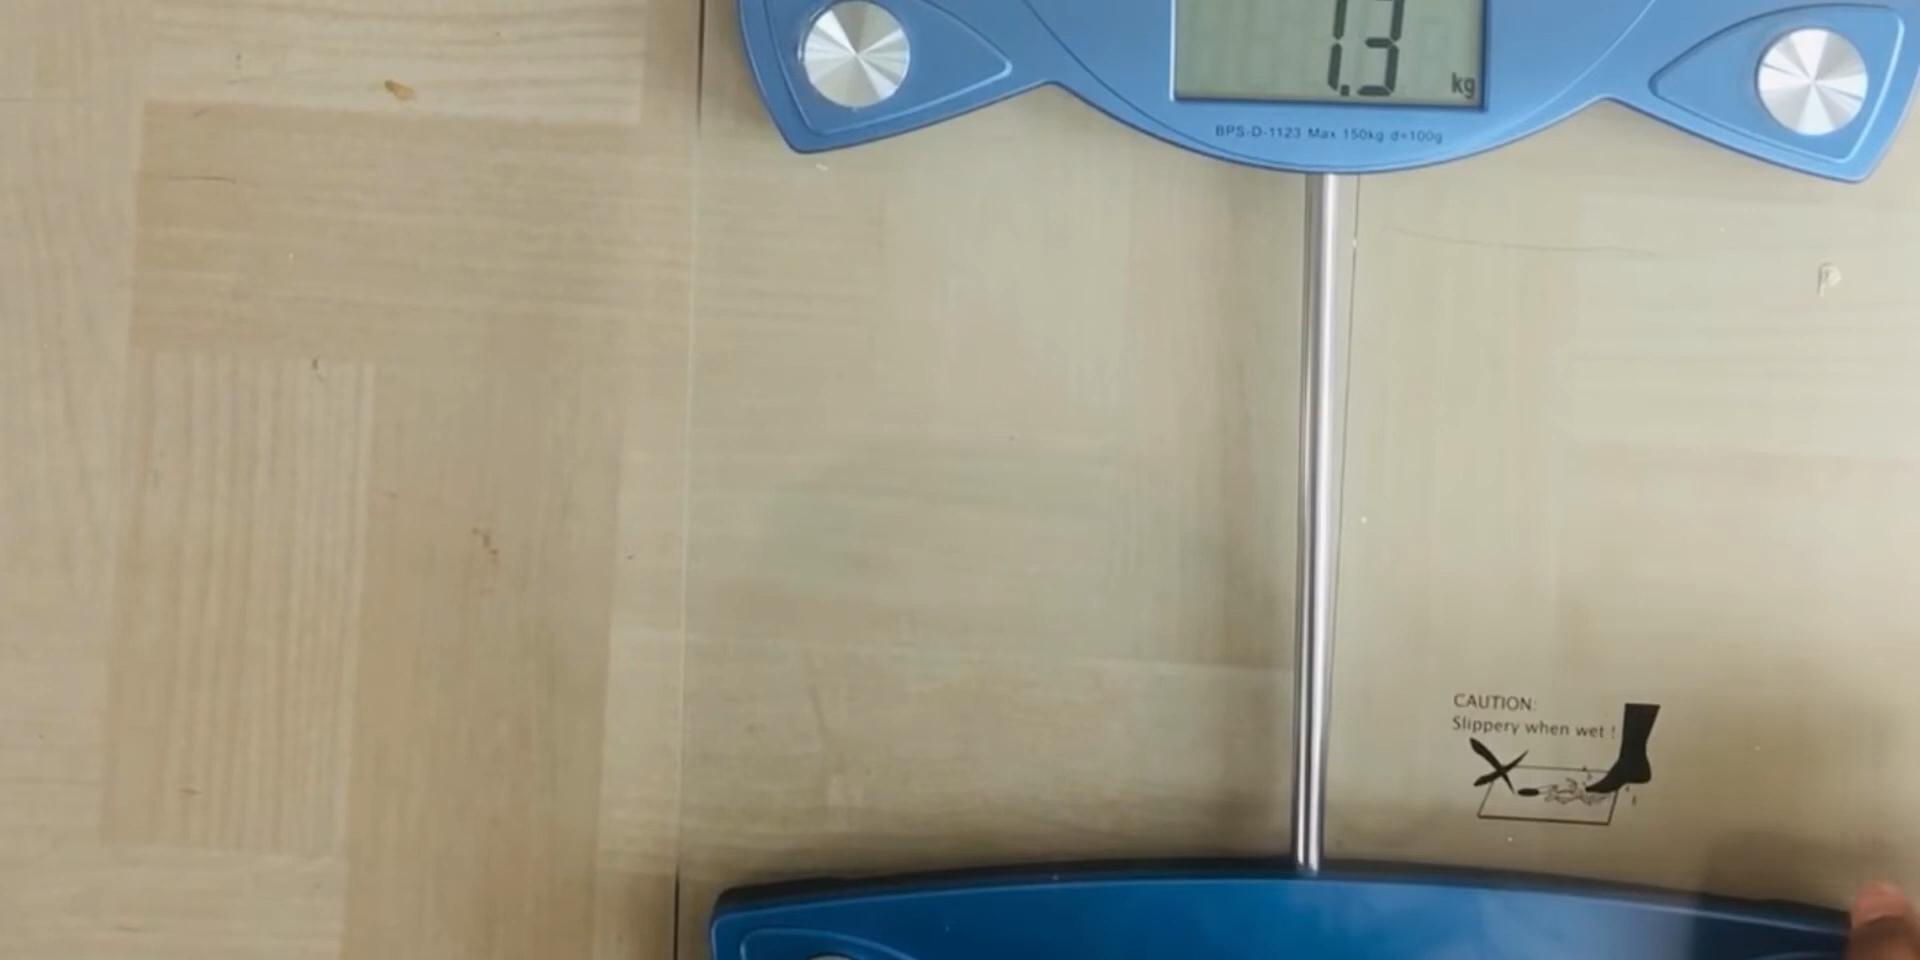 1.3
kg
BPS-D-1123 Max 150kg d=100g
CAUTION:
Slippery when wet !